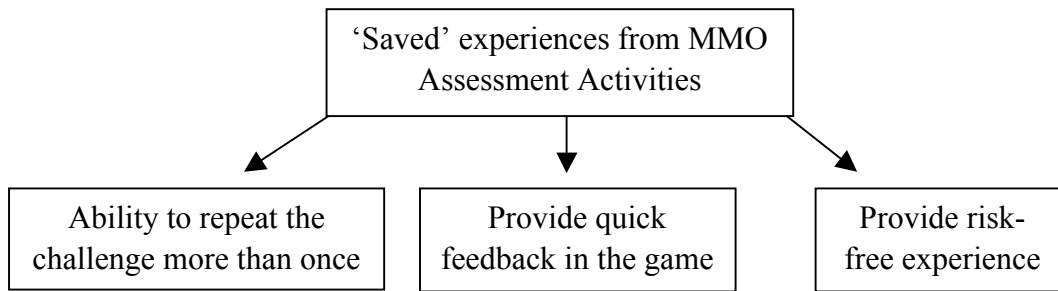 ‘Saved’ experiences from MMO
Assessment Activities
Ability to repeat the
challenge more than once
Provide quick
feedback in the game
Provide risk-
free experience